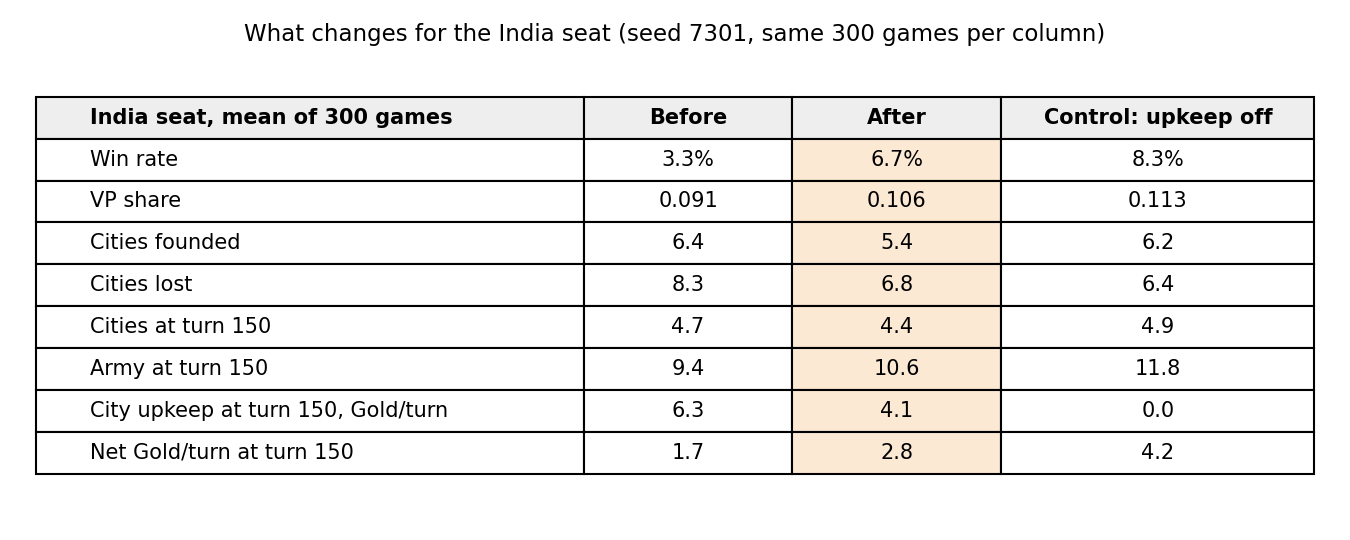 What changes for the India seat (seed 7301, same 300 games per column)
India seat, mean of 300 games Before After Control: upkeep off
Win rate 3.3% 6.7% 8.3%
VP share 0.091 0.106 0.113
Cities founded 6.4 5.4 6.2
Cities lost 8.3 6.8 6.4
Cities at turn 150 4.7 4.4 4.9
Army at turn 150 9.4 10.6 11.8
City upkeep at turn 150, Gold/turn 6.3 4.1 0.0
Net Gold/turn at turn 150 1.7 2.8 4.2